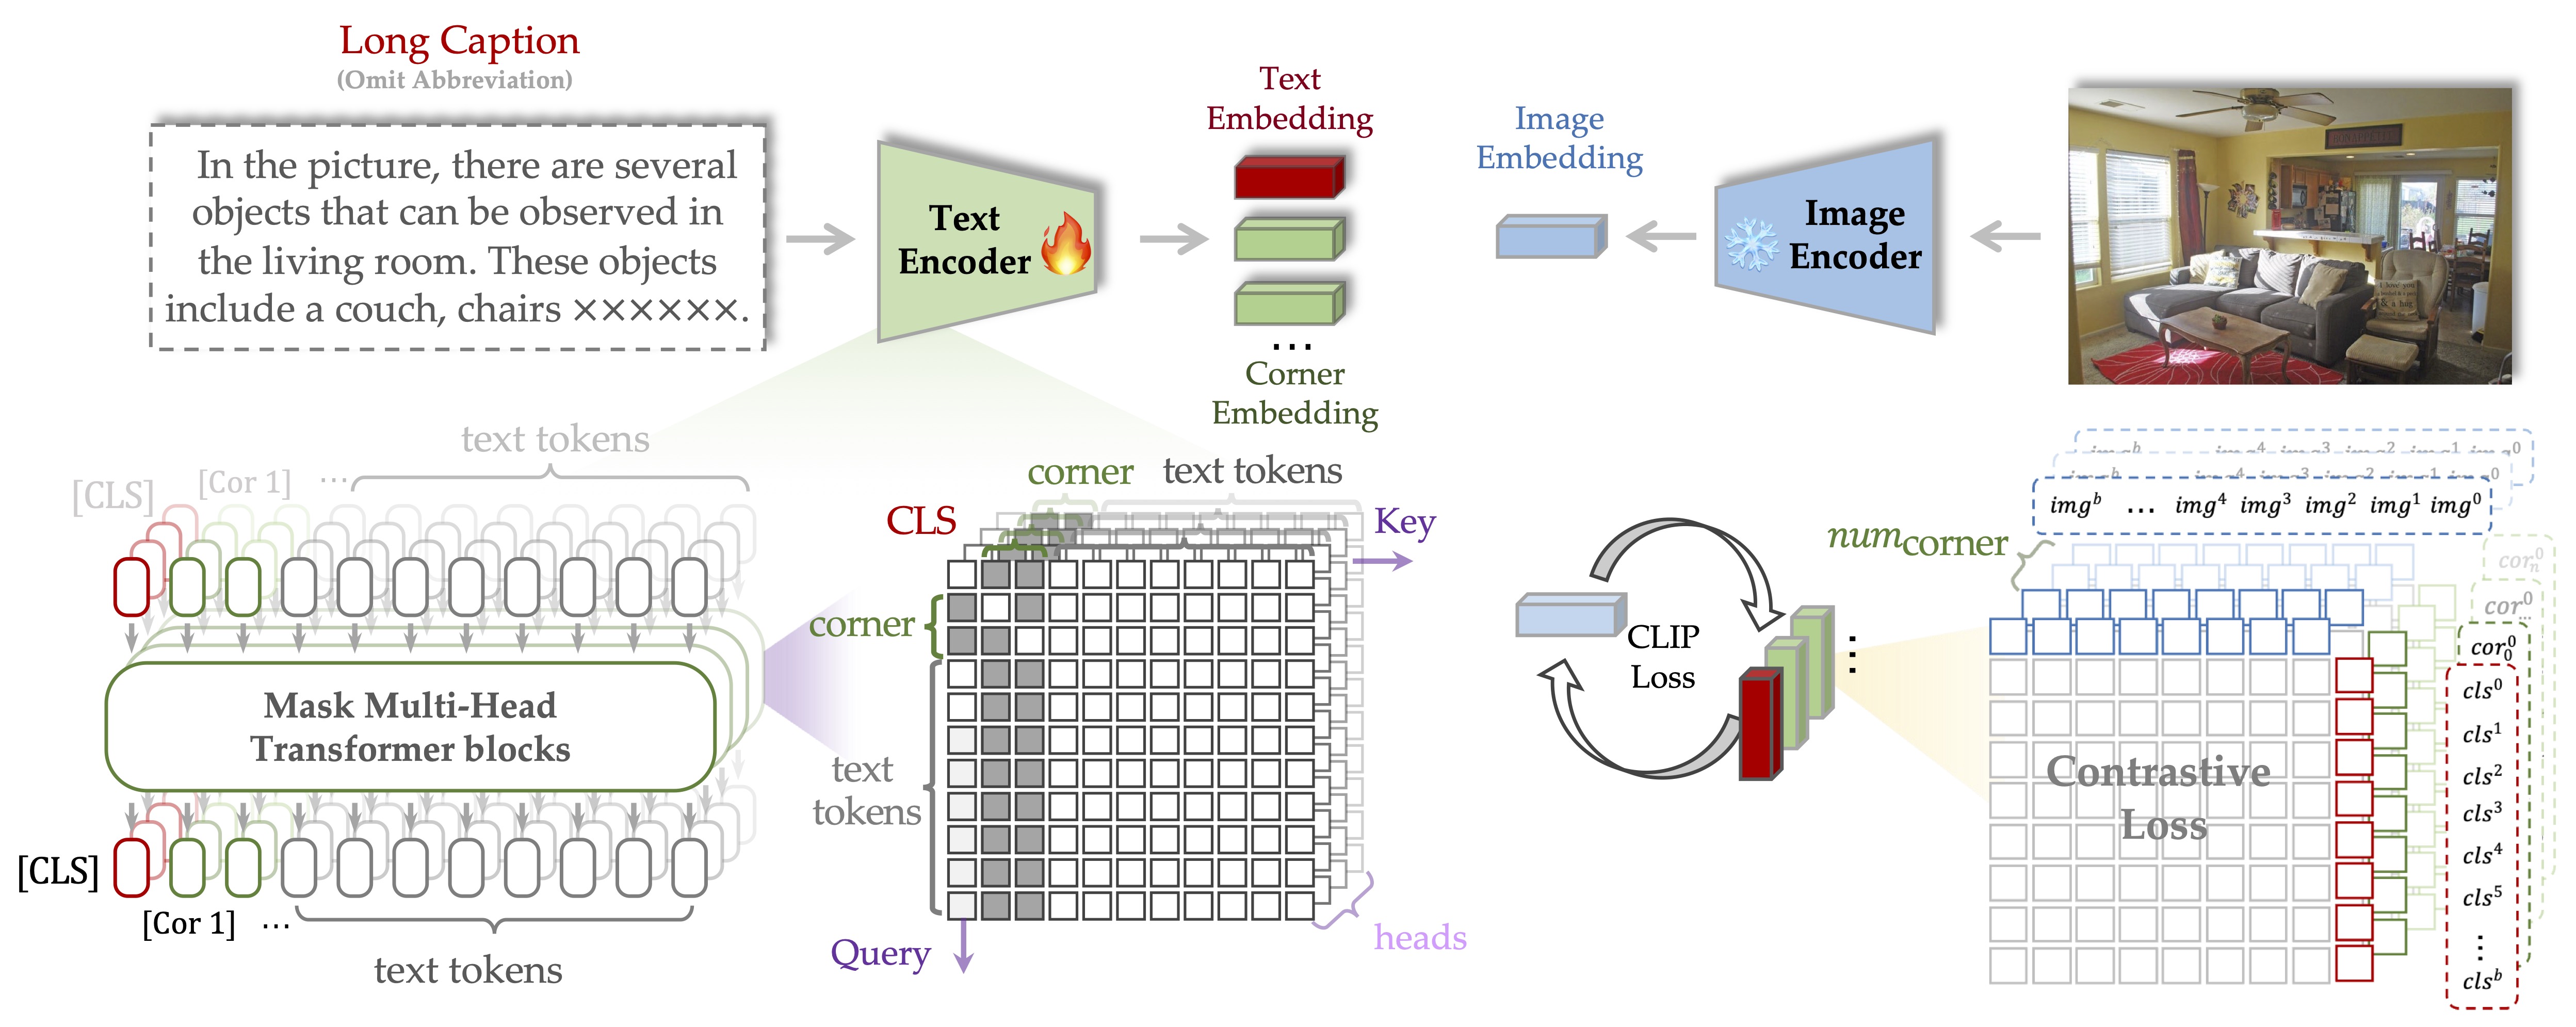 Long Caption
(Omit Abbreviation)
In the picture, there are several
objects that can be observed in
the living room. These objects
include a couch, chairs ××××××.
Text
Encoder
Text
Embedding
...
Corner
Embedding
Image
Embedding
Image
Encoder
text tokens
[CLS]
[Cor 1]
...
Mask Multi-Head
Transformer blocks
[CLS]
[Cor 1]
...
text tokens
corner
text tokens
CLS
Key
corner
text
tokens
Query
heads
CLIP
Loss
...
num_corner
img^b ... img^4 img^3 img^2 img^1 img^0
Contrastive
Loss
cor_n^0
cor^0
...
cor_0^0
cls^0
cls^1
cls^2
cls^3
cls^4
cls^5
⋮
cls^b